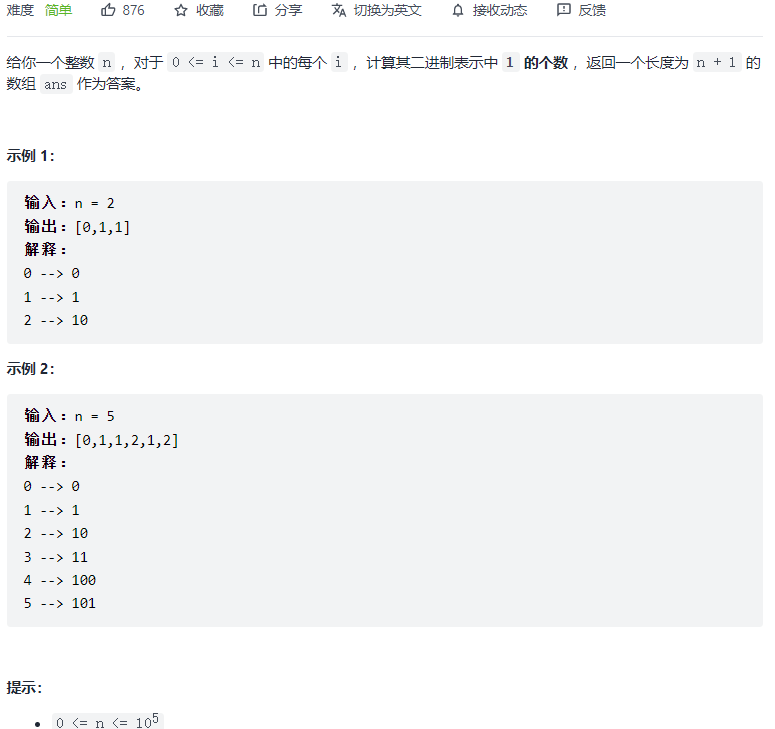 难度 简单 876 收藏 分享 切换为英文 接收动态 反馈
给你一个整数 n ，对于 0 <= i <= n 中的每个 i ，计算其二进制表示中 1 的个数 ，返回一个长度为 n + 1 的
数组 ans 作为答案。
示例 1：
输入：n = 2
输出：[0,1,1]
解释：
0 --> 0
1 --> 1
2 --> 10
示例 2：
输入：n = 5
输出：[0,1,1,2,1,2]
解释：
0 --> 0
1 --> 1
2 --> 10
3 --> 11
4 --> 100
5 --> 101
提示：
• 0 <= n <= 10⁵